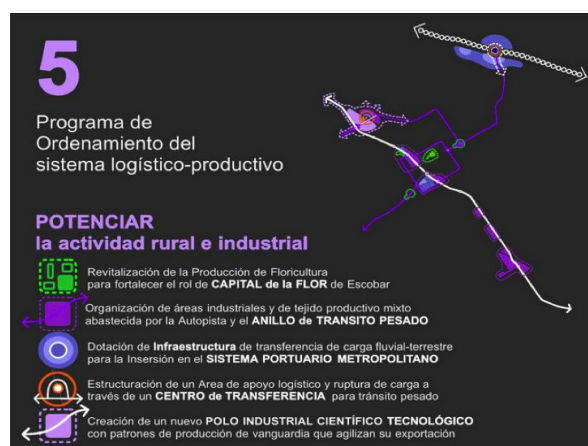 5
Programa de
Ordenamiento del
sistema logístico-productivo
POTENCIAR
la actividad rural e industrial
Revitalización de la Producción de Floricultura
para fortalecer el rol de CAPITAL de la FLOR de Escobar
Organización de áreas industriales y de tejido productivo mixto
abastecida por la Autopista y el ANILLO de TRANSITO PESADO
Dotación de Infraestructura de transferencia de carga fluvial-terrestre
para la Inserción en el SISTEMA PORTUARIO METROPOLITANO
Estructuración de un Area de apoyo logístico y ruptura de carga a
través de un CENTRO de TRANSFERENCIA para tránsito pesado
Creación de un nuevo POLO INDUSTRIAL CIENTÍFICO TECNOLÓGICO
con patrones de producción de vanguardia que agilizan su exportación